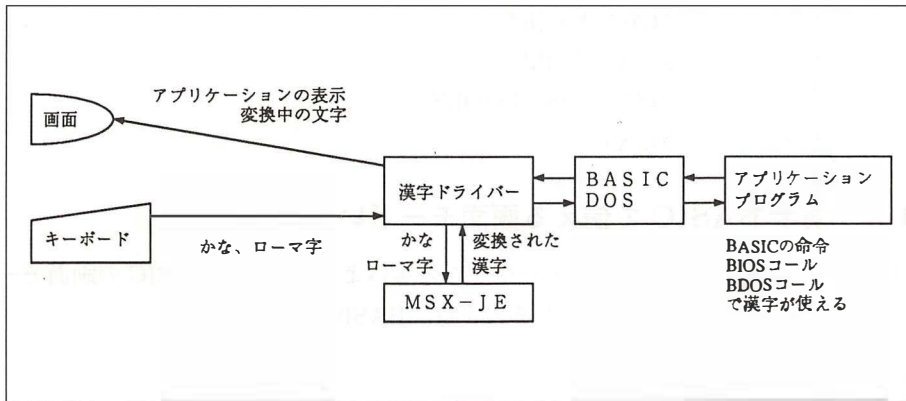 アプリケーションの表示
変換中の文字
画面
漢字ドライバー
ＢＡＳＩＣ
ＤＯＳ
アプリケーション
プログラム
キーボード
かな、ローマ字
かな
ローマ字
変換された
漢字
ＭＳＸ－ＪＥ
BASICの命令
BIOSコール
BDOSコール
で漢字が使える